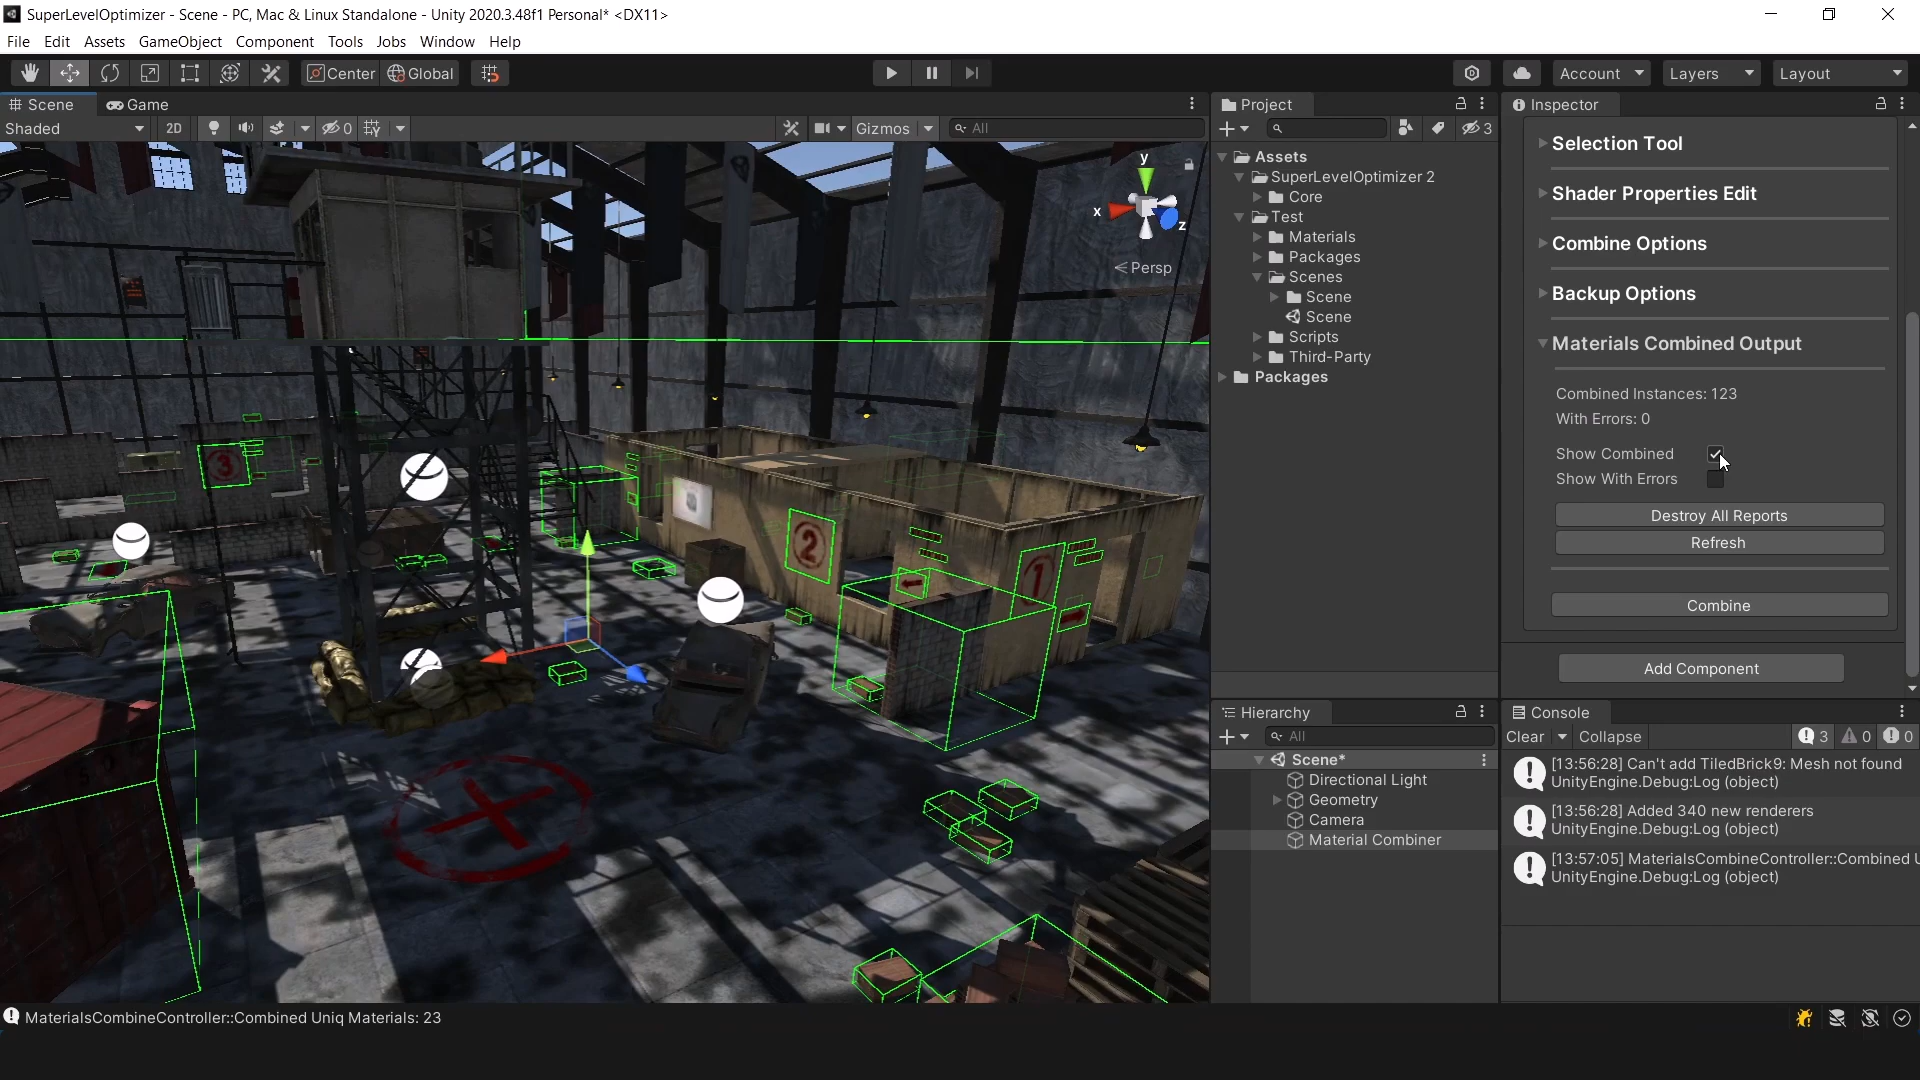 SuperLevelOptimizer - Scene - PC, Mac & Linux Standalone - Unity 2020.3.48f1 Personal* <DX11>
File Edit Assets GameObject Component Tools Jobs Window Help
Center Global
Account Layers Layout
Scene Game
Shaded 2D 0 Gizmos All
y
x
z
Persp
3
2
1
Project
3
Assets
SuperLevelOptimizer 2
Core
Test
Materials
Packages
Scenes
Scene
Scene
Scripts
Third-Party
Packages
Inspector
Selection Tool
Shader Properties Edit
Combine Options
Backup Options
Materials Combined Output
Combined Instances: 123
With Errors: 0
Show Combined
Show With Errors
Destroy All Reports
Refresh
Combine
Add Component
Hierarchy
All
Scene*
Directional Light
Geometry
Camera
Material Combiner
Console
Clear Collapse 3 0 0
[13:56:28] Can't add TiledBrick9: Mesh not found
UnityEngine.Debug:Log (object)
[13:56:28] Added 340 new renderers
UnityEngine.Debug:Log (object)
[13:57:05] MaterialsCombineController::Combined U
UnityEngine.Debug:Log (object)
MaterialsCombineController::Combined Uniq Materials: 23